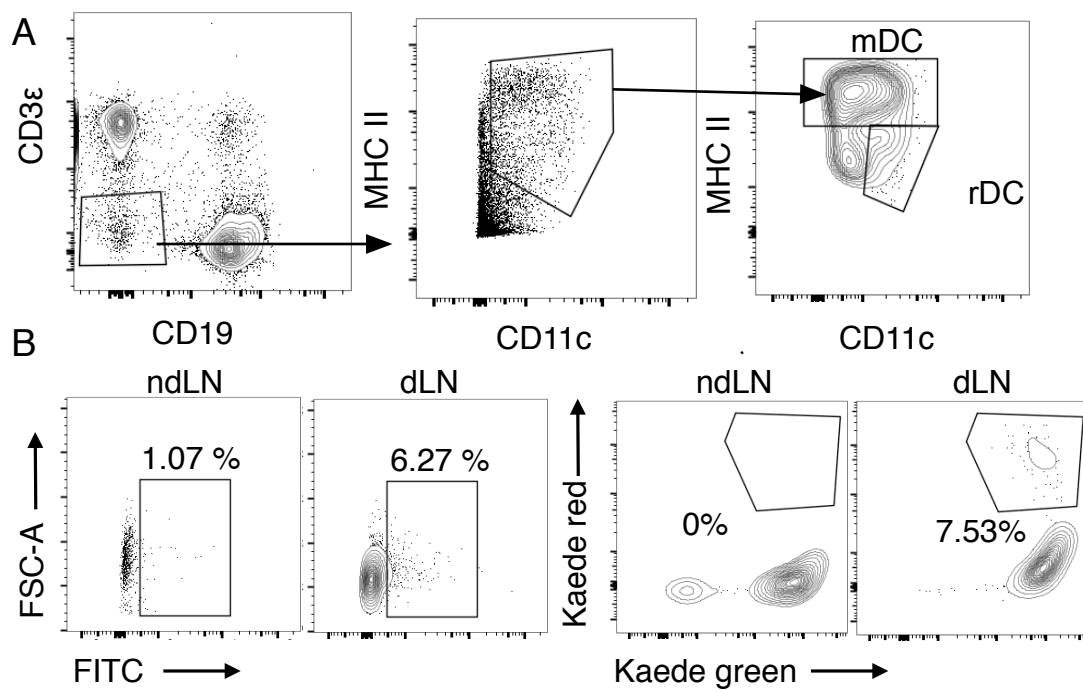 A
CD3ε
CD19
MHC II
CD11c
mDC
MHC II
rDC
CD11c
B
ndLN
dLN
1.07 %
6.27 %
FSC-A
FITC
ndLN
dLN
Kaede red
0%
7.53%
Kaede green